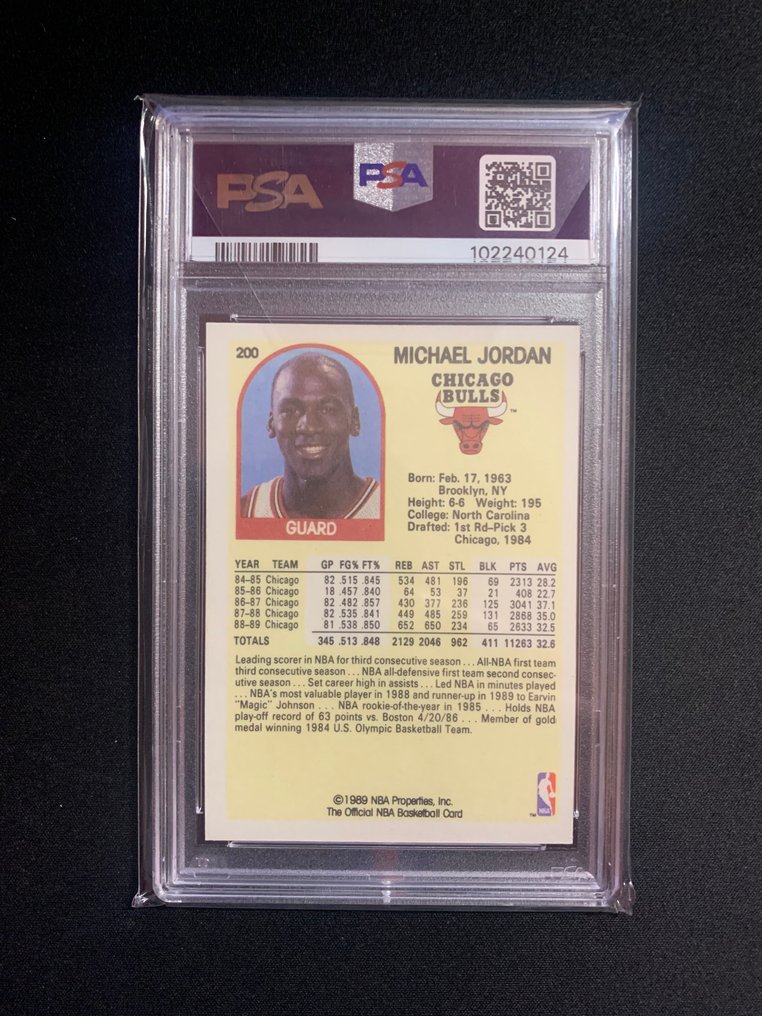 PSA
PSA
102240124
200
MICHAEL JORDAN
CHICAGO
BULLS
TM
GUARD
Born: Feb. 17, 1963
Brooklyn, NY
Height: 6-6 Weight: 195
College: North Carolina
Drafted: 1st Rd–Pick 3
Chicago, 1984
YEAR TEAM GP FG% FT% REB AST STL BLK PTS AVG
84–85 Chicago 82 .515 .845 534 481 196 69 2313 28.2
85–86 Chicago 18 .457 .840 64 53 37 21 408 22.7
86–87 Chicago 82 .482 .857 430 377 236 125 3041 37.1
87–88 Chicago 82 .535 .841 449 485 259 131 2868 35.0
88–89 Chicago 81 .538 .850 652 650 234 65 2633 32.5
TOTALS 345 .513 .848 2129 2046 962 411 11263 32.6
Leading scorer in NBA for third consecutive season . . . All-NBA first team
third consecutive season . . . NBA all-defensive first team second consec-
utive season . . . Set career high in assists . . . Led NBA in minutes played
. . . NBA's most valuable player in 1988 and runner-up in 1989 to Earvin
"Magic" Johnson . . . NBA rookie-of-the-year in 1985 . . . Holds NBA
play-off record of 63 points vs. Boston 4/20/86 . . . Member of gold
medal winning 1984 U.S. Olympic Basketball Team.
©1989 NBA Properties, Inc.
The Official NBA Basketball Card
TM
NBA